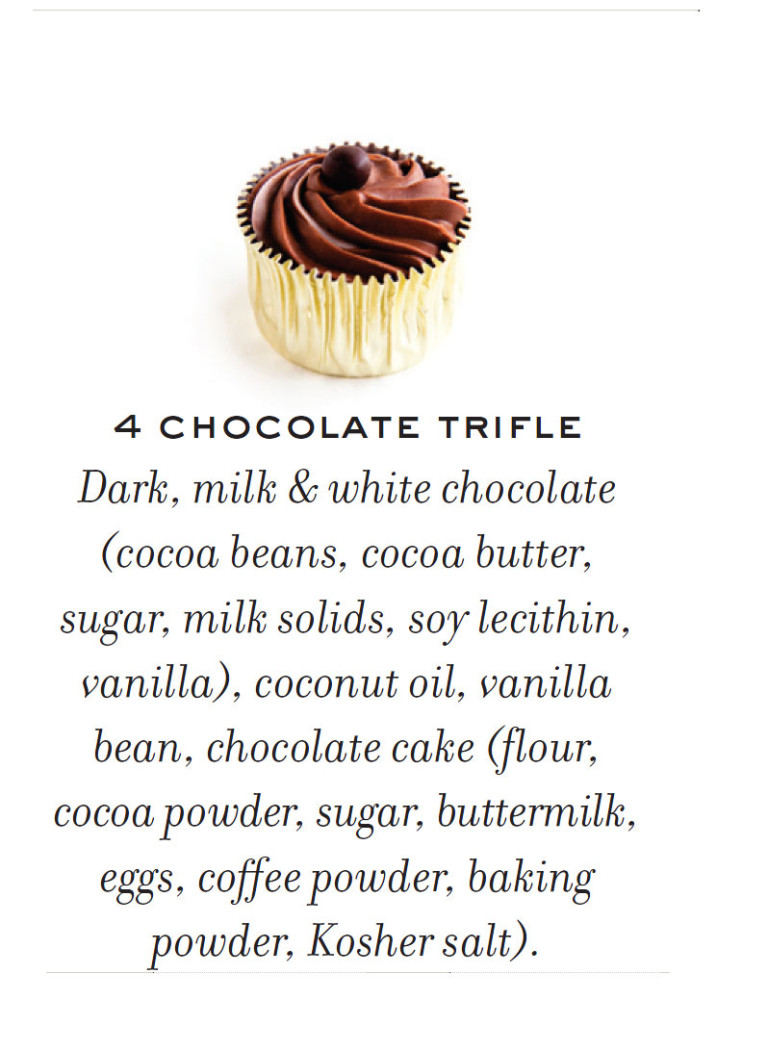 4 CHOCOLATE TRIFLE
Dark, milk & white chocolate
(cocoa beans, cocoa butter,
sugar, milk solids, soy lecithin,
vanilla), coconut oil, vanilla
bean, chocolate cake (flour,
cocoa powder, sugar, buttermilk,
eggs, coffee powder, baking
powder, Kosher salt).